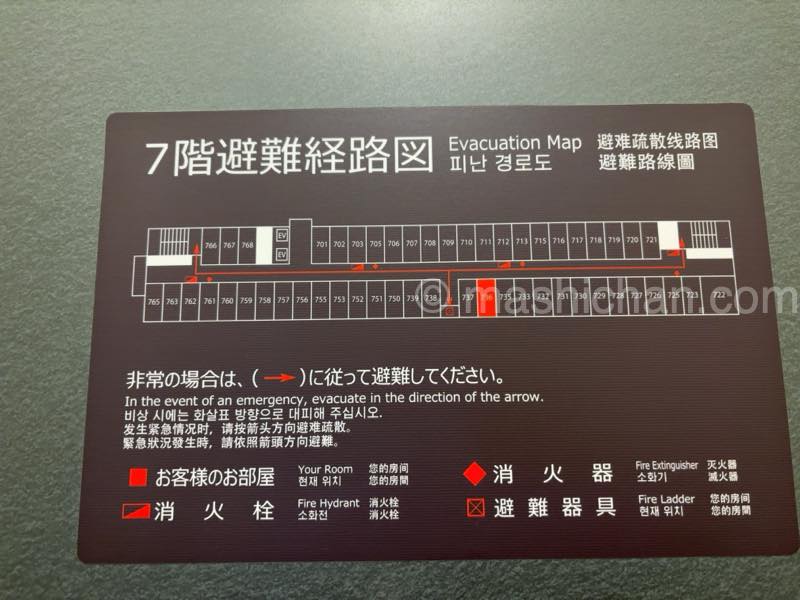 7階避難経路図 Evacuation Map 避难疏散线路图
피난 경로도 避難路線圖
766 767 768 EV 701 702 703 705 706 707 708 709 710 711 712 713 715 716 717 718 719 720 721
EV
765 763 762 761 760 759 758 757 756 755 753 752 751 750 739 738 737 736 735 733 732 731 730 729 728 727 726 725 723 722
© mashichan.com
非常の場合は、( → )に従って避難してください。
In the event of an emergency, evacuate in the direction of the arrow.
비상 시에는 화살표 방향으로 대피해 주십시오.
发生紧急情况时, 请按箭头方向避难疏散。
緊急狀況發生時, 請依照箭頭方向避難。
お客様のお部屋 Your Room 您的房间
현재 위치 您的房間
消火器 Fire Extinguisher 灭火器
소화기 滅火器
消火栓 Fire Hydrant 消火栓
소화전 消火栓
避難器具 Fire Ladder 您的房间
현재 위치 您的房間